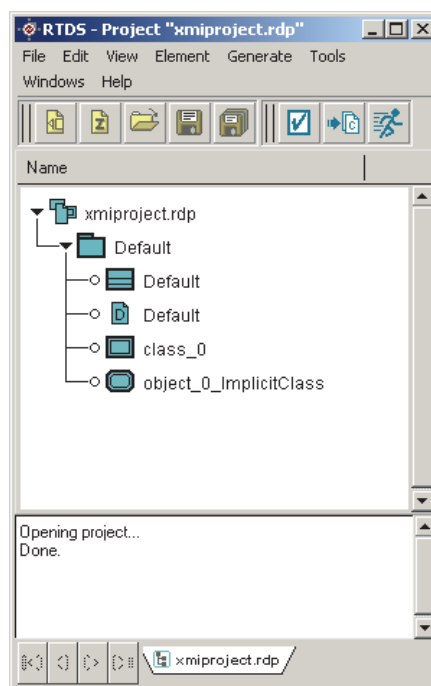 RTDS - Project "xmiproject.rdp"
File Edit View Element Generate Tools
Windows Help
Name
xmiproject.rdp
Default
Default
D Default
class_0
object_0_ImplicitClass
Opening project...
Done.
xmiproject.rdp